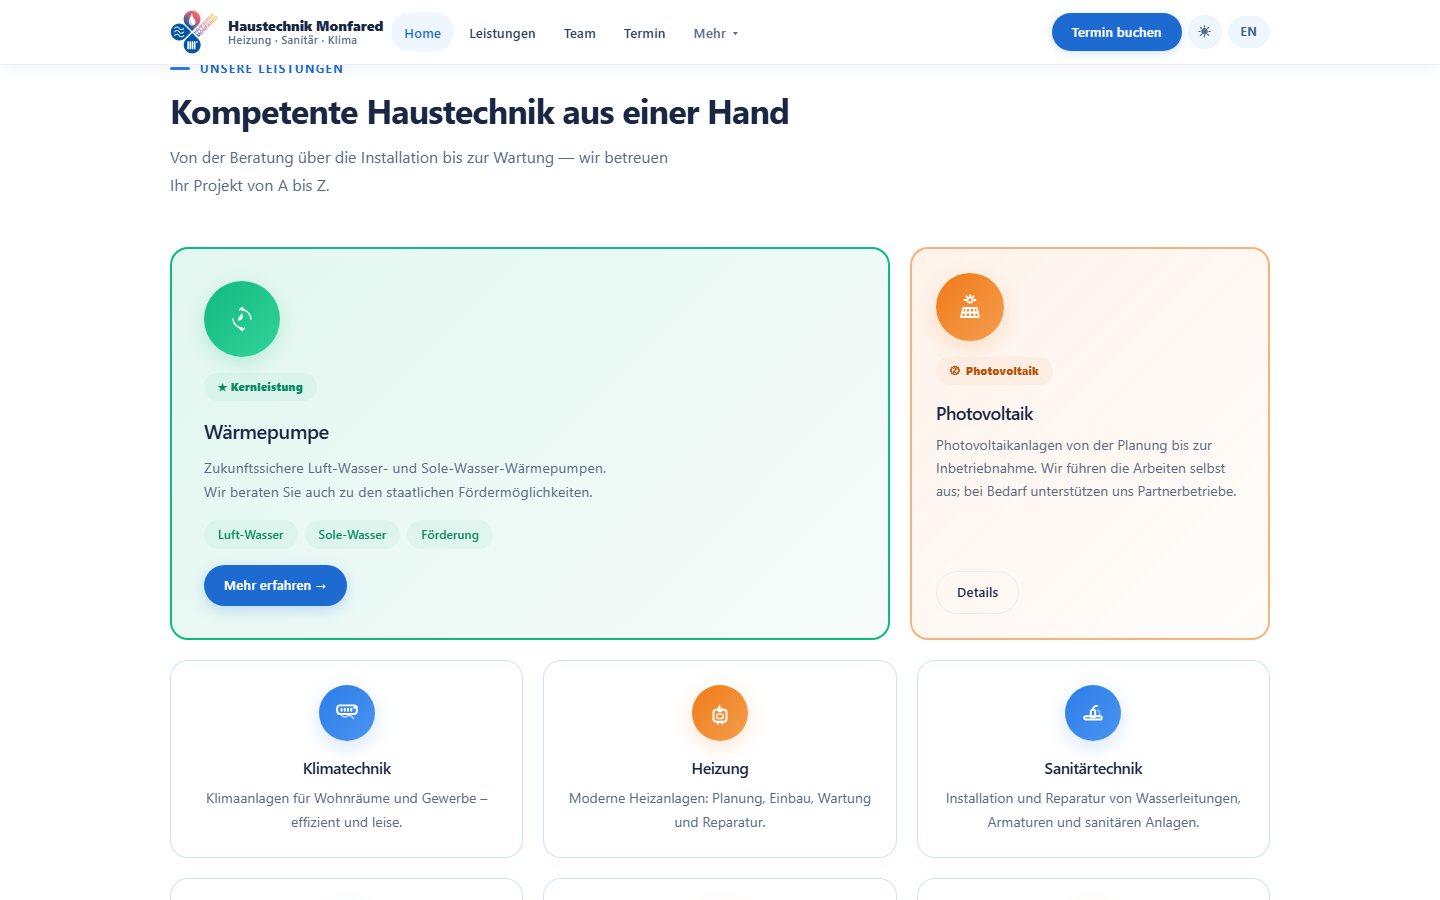 Haustechnik Monfared
Heizung · Sanitär · Klima
Home
Leistungen
Team
Termin
Mehr
Termin buchen
EN
UNSERE LEISTUNGEN
Kompetente Haustechnik aus einer Hand
Von der Beratung über die Installation bis zur Wartung — wir betreuen
Ihr Projekt von A bis Z.
★ Kernleistung
Wärmepumpe
Zukunftssichere Luft-Wasser- und Sole-Wasser-Wärmepumpen.
Wir beraten Sie auch zu den staatlichen Fördermöglichkeiten.
Luft-Wasser
Sole-Wasser
Förderung
Mehr erfahren →
Photovoltaik
Photovoltaik
Photovoltaikanlagen von der Planung bis zur
Inbetriebnahme. Wir führen die Arbeiten selbst
aus; bei Bedarf unterstützen uns Partnerbetriebe.
Details
Klimatechnik
Klimaanlagen für Wohnräume und Gewerbe –
effizient und leise.
Heizung
Moderne Heizanlagen: Planung, Einbau, Wartung
und Reparatur.
Sanitärtechnik
Installation und Reparatur von Wasserleitungen,
Armaturen und sanitären Anlagen.